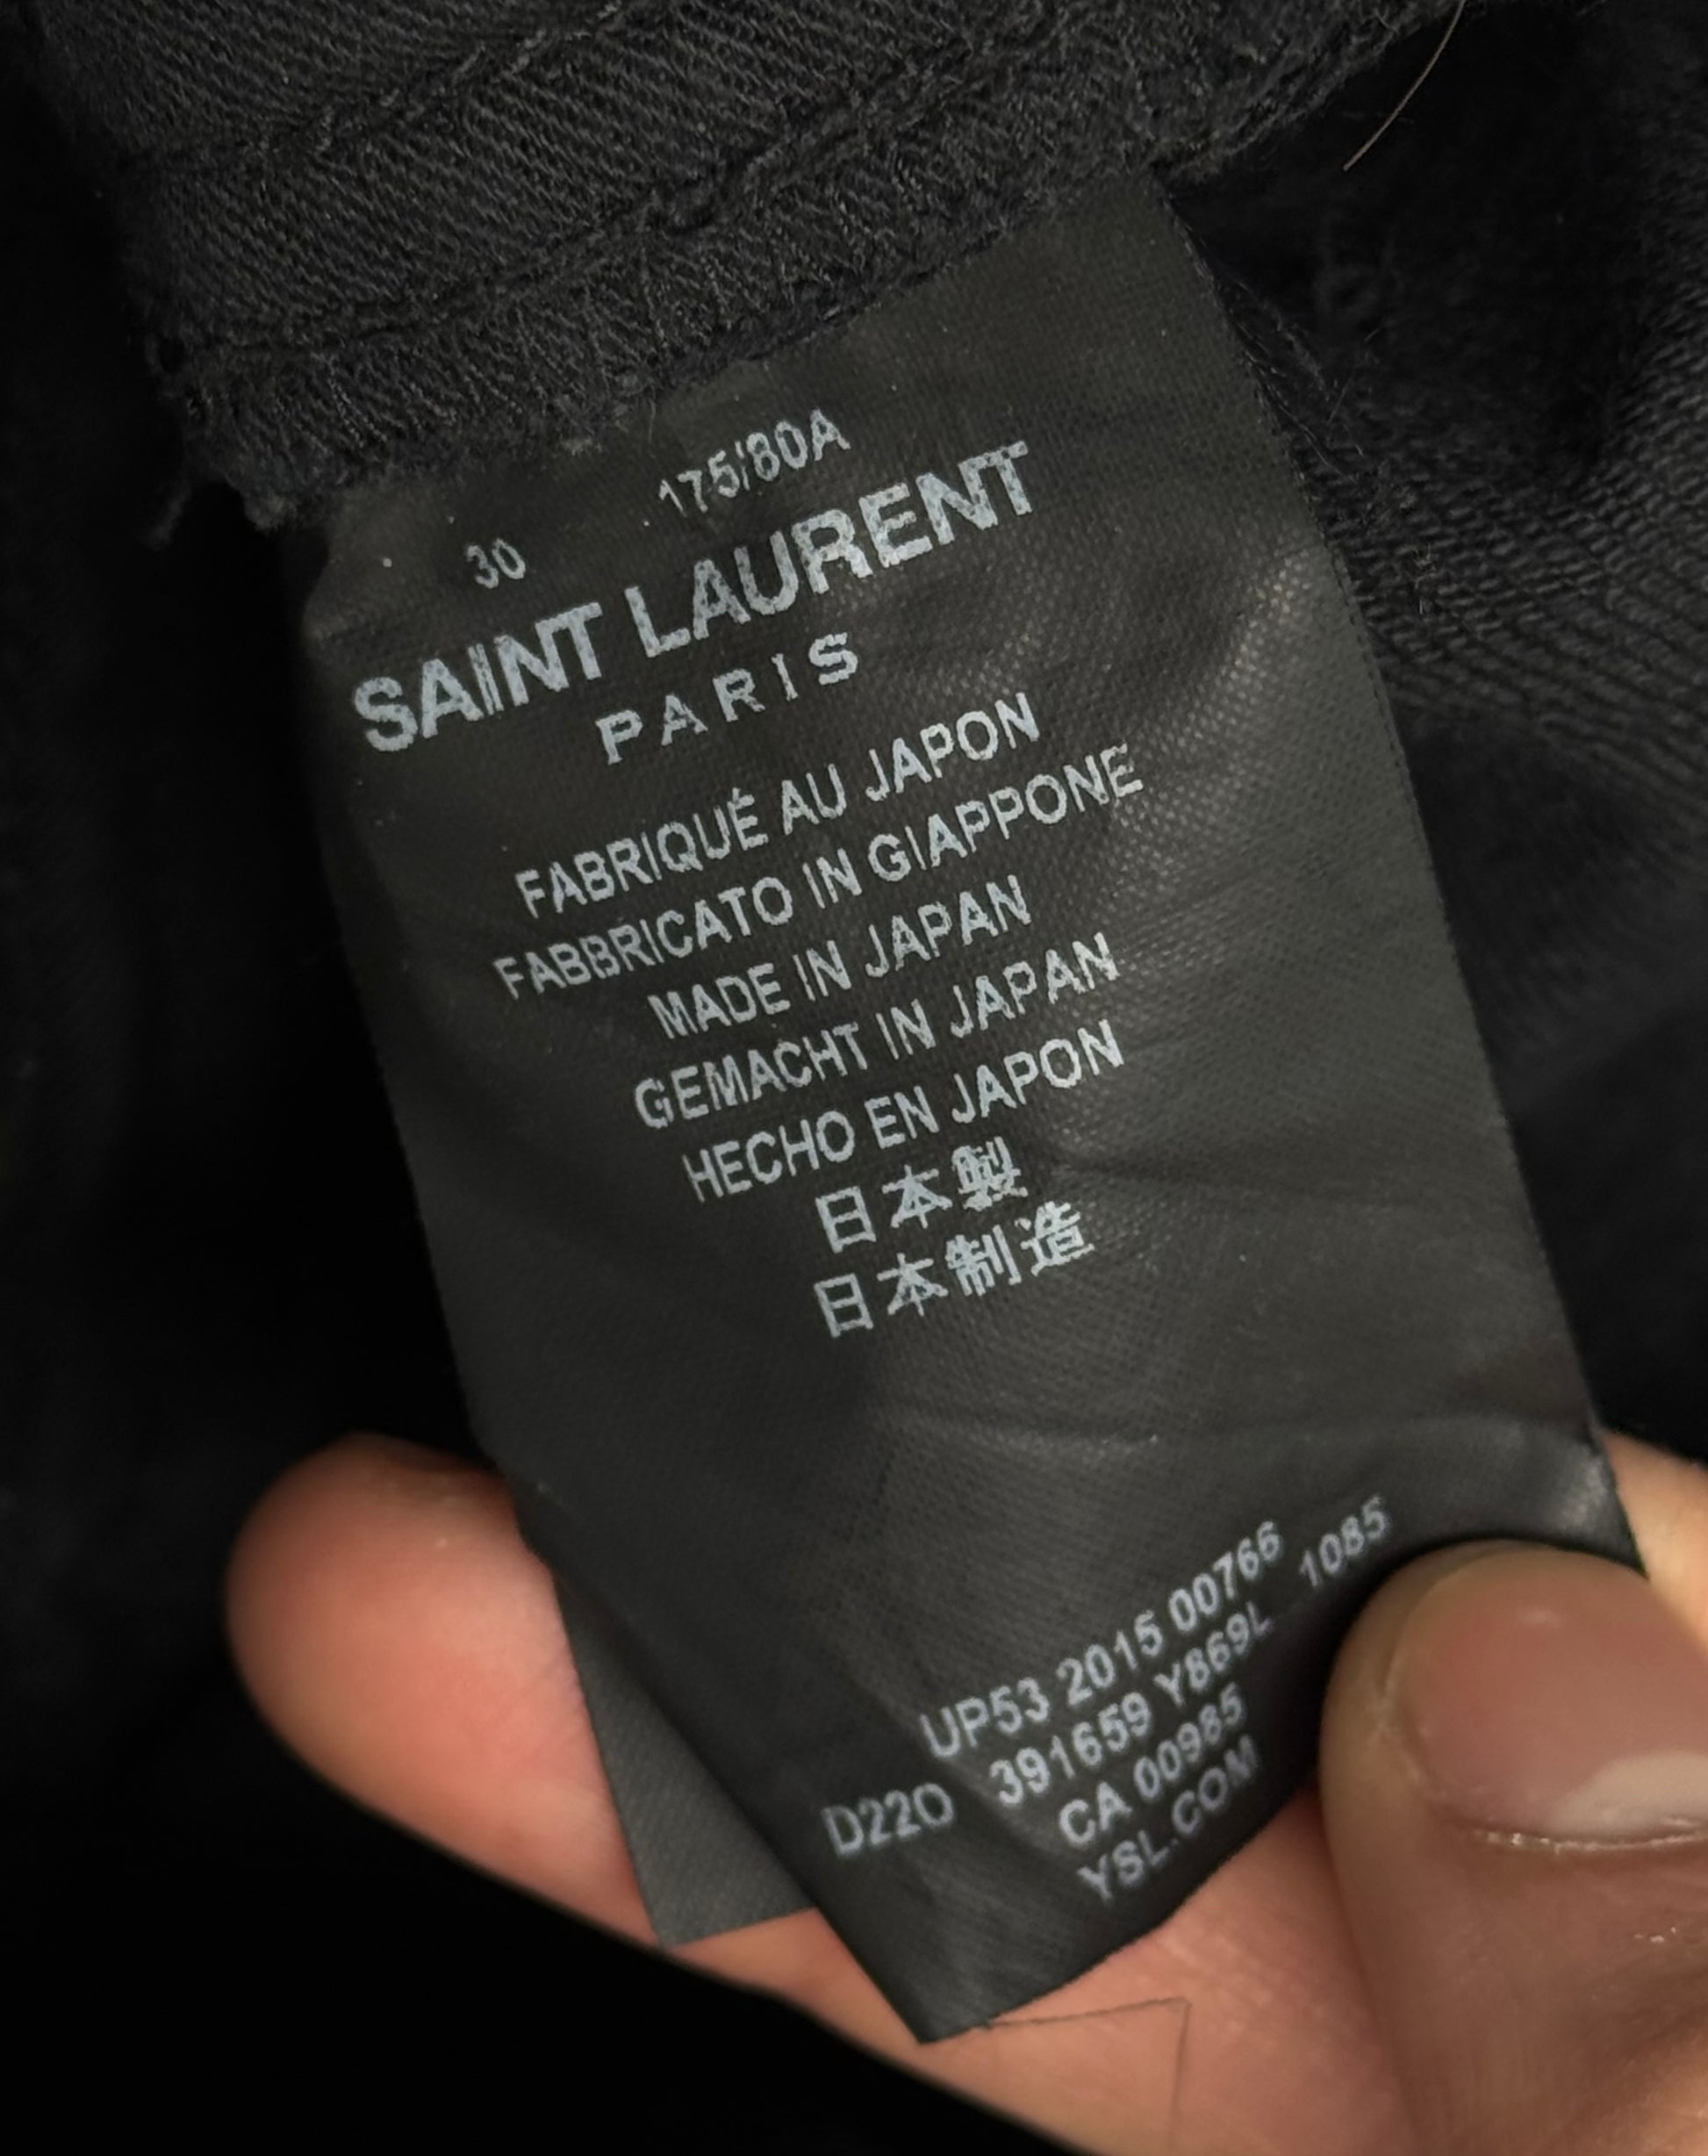 30 175/80A
SAINT LAURENT
PARIS
FABRIQUÉ AU JAPON
FABBRICATO IN GIAPPONE
MADE IN JAPAN
GEMACHT IN JAPAN
HECHO EN JAPON
日本製
日本制造
UP53 2015 00766 1085
D220 391659 Y869L
CA 00985
YSL.COM